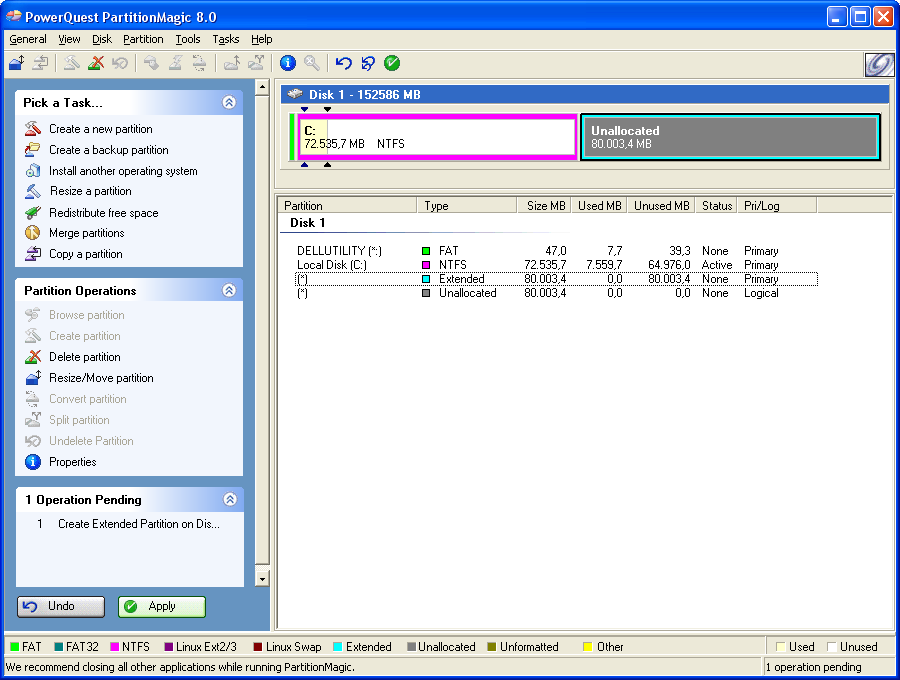 PowerQuest PartitionMagic 8.0
General View Disk Partition Tools Tasks Help
Pick a Task...
Create a new partition
Create a backup partition
Install another operating system
Resize a partition
Redistribute free space
Merge partitions
Copy a partition
Partition Operations
Browse partition
Create partition
Delete partition
Resize/Move partition
Convert partition
Split partition
Undelete Partition
Properties
1 Operation Pending
1 Create Extended Partition on Dis...
Undo Apply
Disk 1 - 152586 MB
C:
72.535,7 MB NTFS
Unallocated
80.003,4 MB
Partition Type Size MB Used MB Unused MB Status Pri/Log
Disk 1
DELLUTILITY (*:) FAT 47,0 7,7 39,3 None Primary
Local Disk (C:) NTFS 72.535,7 7.559,7 64.976,0 Active Primary
(*) Extended 80.003,4 0,0 80.003,4 None Primary
(*) Unallocated 80.003,4 0,0 0,0 None Logical
FAT FAT32 NTFS Linux Ext2/3 Linux Swap Extended Unallocated Unformatted Other Used Unused
We recommend closing all other applications while running PartitionMagic. 1 operation pending